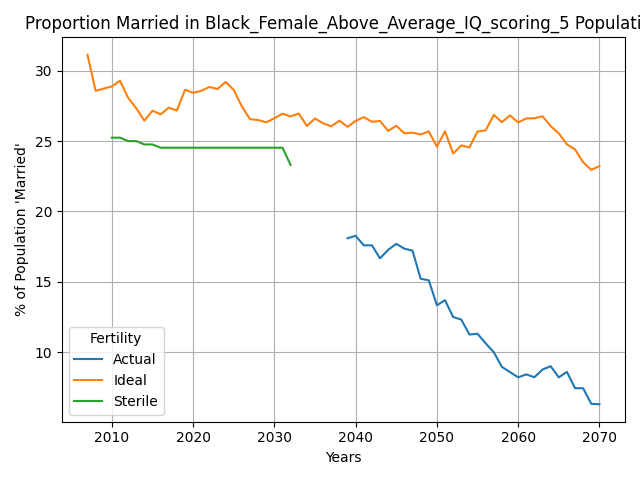 Proportion Married in Black_Female_Above_Average_IQ_scoring_5 Populati
% of Population 'Married'
30
25
20
15
10
Fertility
Actual
Ideal
Sterile
2010 2020 2030 2040 2050 2060 2070
Years